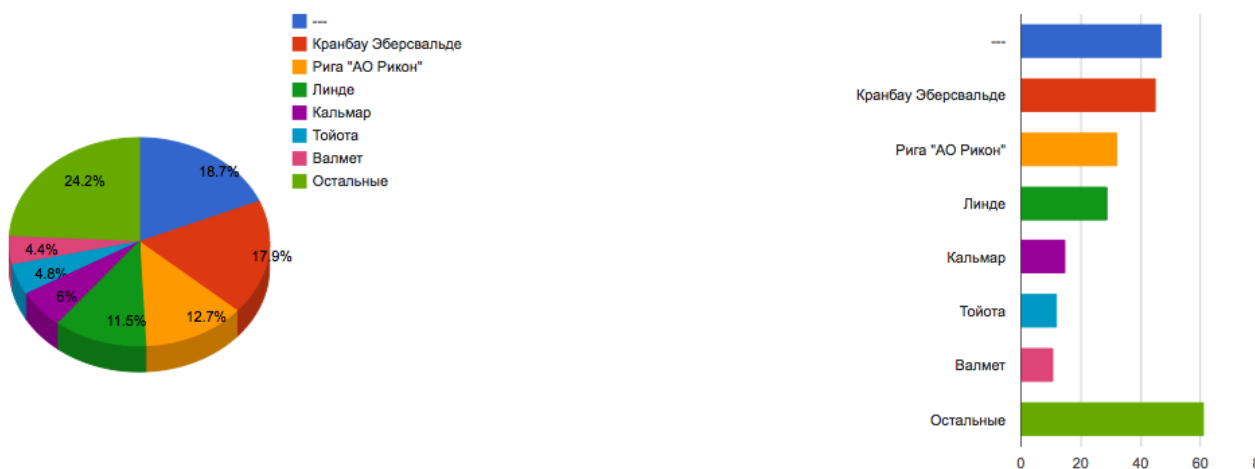 ---
Кранбау Эберсвальде
Рига "АО Рикон"
Линде
Кальмар
Тойота
Валмет
Остальные
18.7%
24.2%
4.4%
17.9%
4.8%
6%
12.7%
11.5%
---
Кранбау Эберсвальде
Рига "АО Рикон"
Линде
Кальмар
Тойота
Валмет
Остальные
0 20 40 60